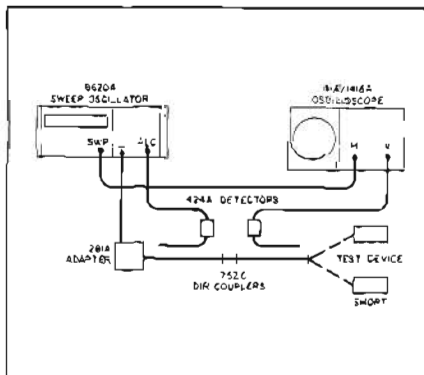 8620A
SWEEP OSCILLATOR
OSCILLOSCOPE
SWP
ALC
H
V
424A DETECTORS
281A
ADAPTER
TEST DEVICE
752C
DIR COUPLERS
SHORT